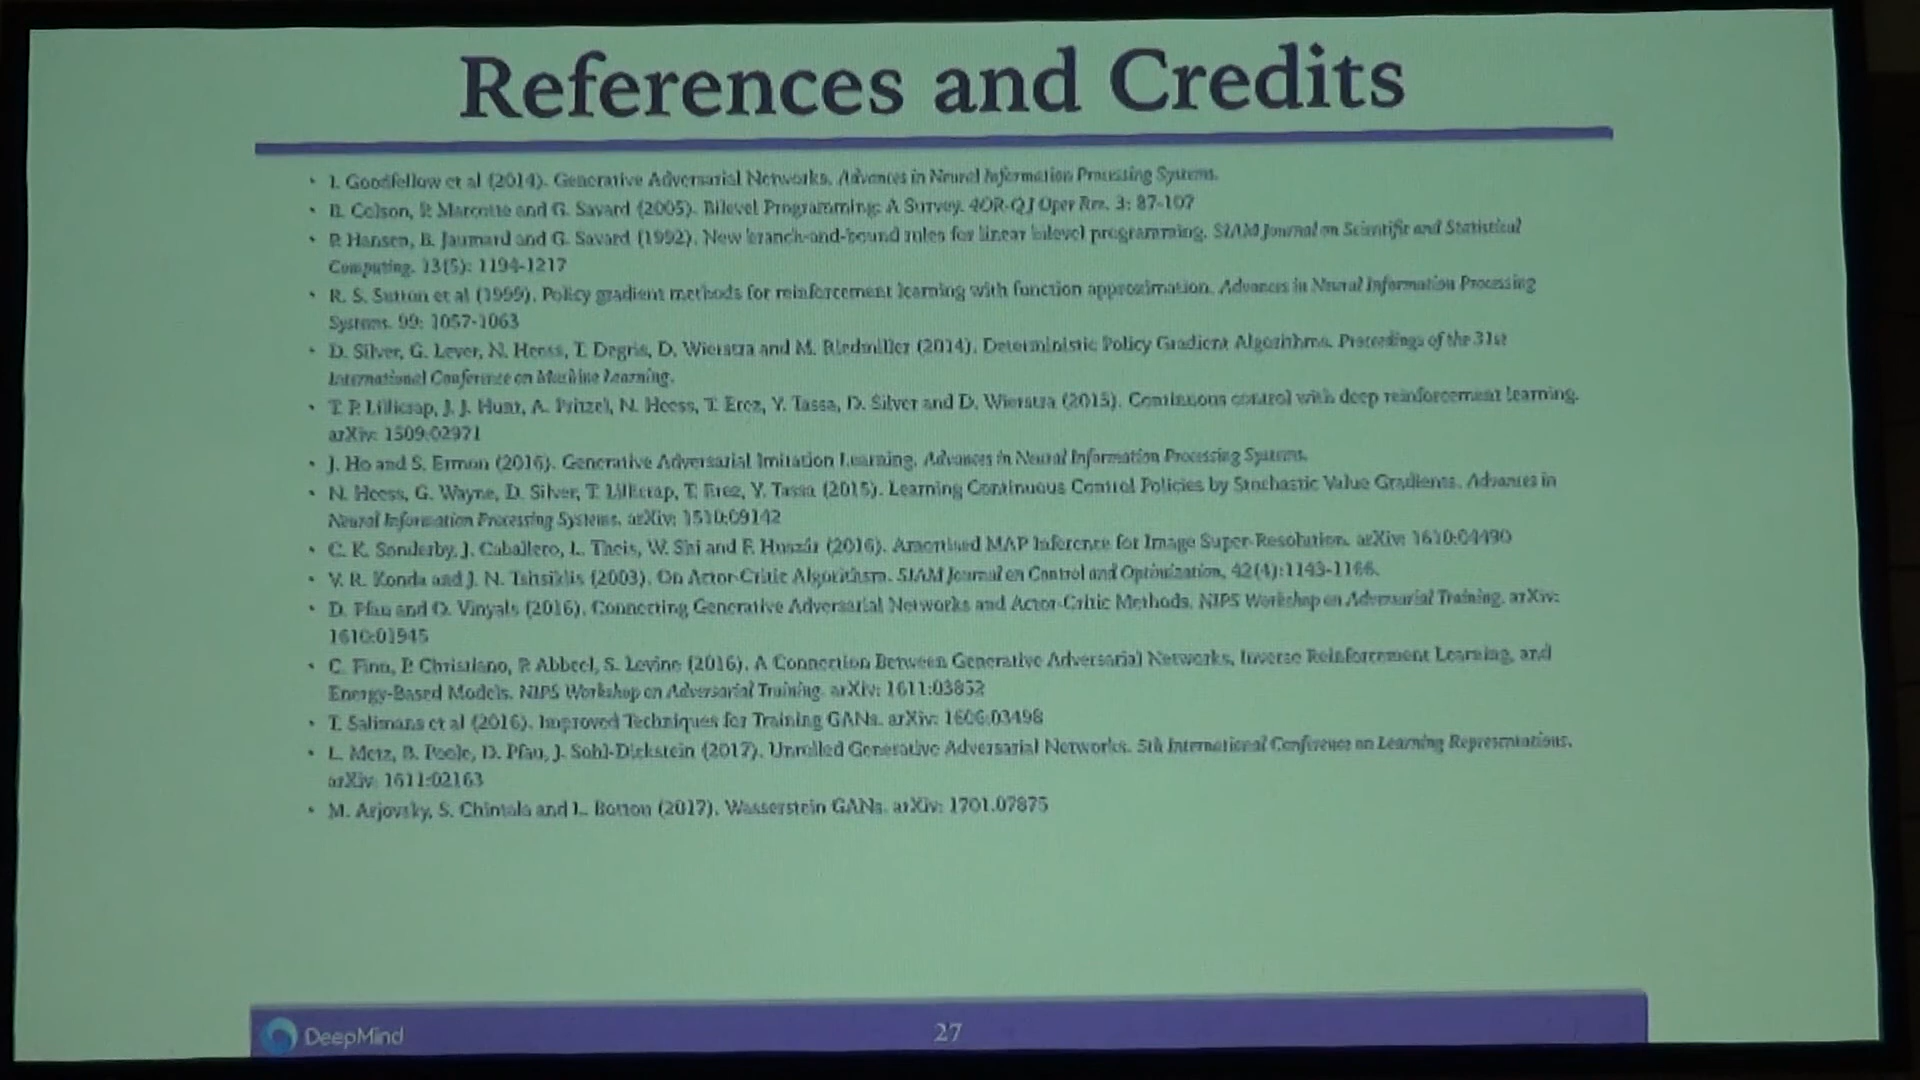 References and Credits
• I. Goodfellow et al (2014). Generative Adversarial Networks. Advances in Neural Information Processing Systems.
• B. Colson, P. Marcotte and G. Savard (2005). Bilevel Programming: A Survey. 4OR-QJ Oper Res. 3: 87-107
• P. Hansen, B. Jaumard and G. Savard (1992). New branch-and-bound rules for linear bilevel programming. SIAM Journal on Scientific and Statistical
Computing. 13(5): 1194-1217
• R. S. Sutton et al (1999). Policy gradient methods for reinforcement learning with function approximation. Advances in Neural Information Processing
Systems. 99: 1057-1063
• D. Silver, G. Lever, N. Heess, T. Degris, D. Wierstra and M. Riedmiller (2014). Deterministic Policy Gradient Algorithms. Proceedings of the 31st
International Conference on Machine Learning.
• T. P. Lillicrap, J. J. Hunt, A. Pritzel, N. Heess, T. Erez, Y. Tassa, D. Silver and D. Wierstra (2015). Continuous control with deep reinforcement learning.
arXiv: 1509:02971
• J. Ho and S. Ermon (2016). Generative Adversarial Imitation Learning. Advances in Neural Information Processing Systems.
• N. Heess, G. Wayne, D. Silver, T. Lillicrap, T. Erez, Y. Tassa (2015). Learning Continuous Control Policies by Stochastic Value Gradients. Advances in
Neural Information Processing Systems. arXiv: 1510:09142
• C. K. Sonderby, J. Caballero, L. Theis, W. Shi and F. Huszár (2016). Amortised MAP Inference for Image Super-Resolution. arXiv: 1610:04490
• V. R. Konda and J. N. Tsitsiklis (2003). On Actor-Critic Algorithsm. SIAM Journal on Control and Optimization, 42(4):1143-1166.
• D. Pfau and O. Vinyals (2016). Connecting Generative Adversarial Networks and Actor-Critic Methods. NIPS Workshop on Adversarial Training. arXiv:
1610:01945
• C. Finn, P. Christiano, P. Abbeel, S. Levine (2016). A Connection Between Generative Adversarial Networks, Inverse Reinforcement Learning, and
Energy-Based Models. NIPS Workshop on Adversarial Training. arXiv: 1611:03852
• T. Salimans et al (2016). Improved Techniques for Training GANs. arXiv: 1606:03498
• L. Metz, B. Poole, D. Pfau, J. Sohl-Dickstein (2017). Unrolled Generative Adversarial Networks. 5th International Conference on Learning Representations.
arXiv: 1611:02163
• M. Arjovsky, S. Chintala and L. Bottou (2017). Wasserstein GANs. arXiv: 1701.07875
DeepMind
27